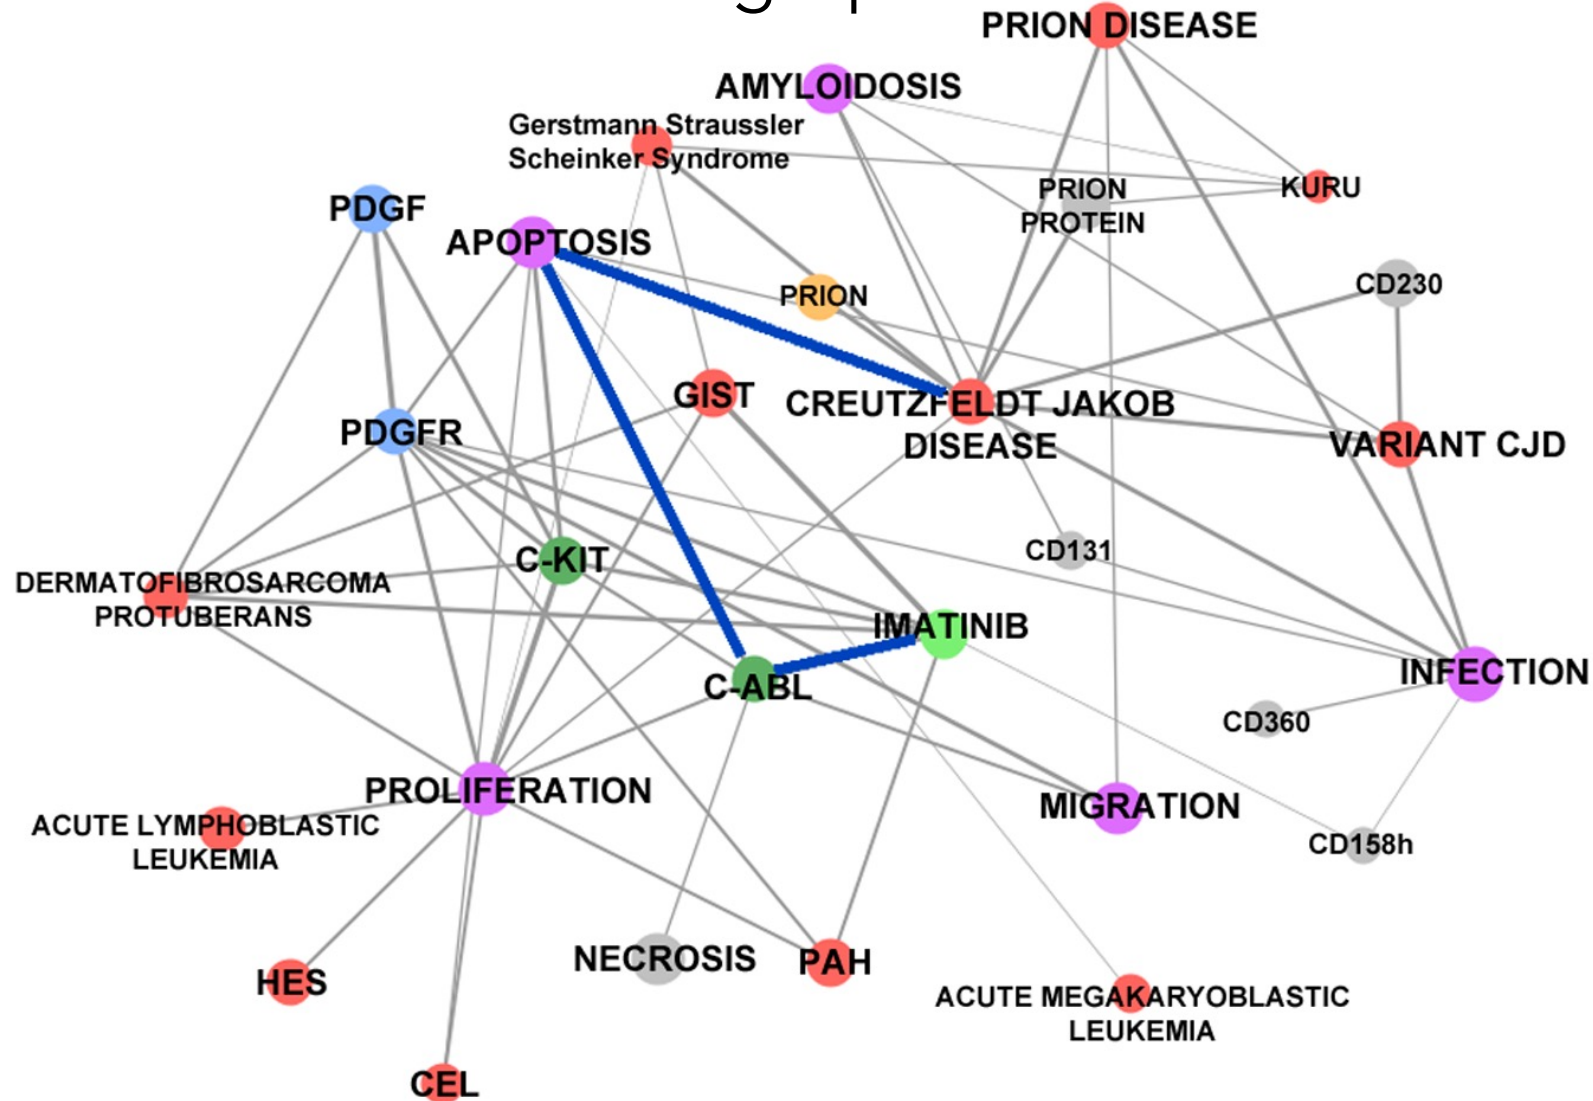 PRION DISEASE
AMYLOIDOSIS
Gerstmann Straussler
Scheinker Syndrome
KURU
PRION
PROTEIN
PDGF
APOPTOSIS
CD230
PRION
GIST
CREUTZFELDT JAKOB
DISEASE
PDGFR
VARIANT CJD
CD131
C-KIT
DERMATOFIBROSARCOMA
PROTUBERANS
IMATINIB
C-ABL
INFECTION
CD360
PROLIFERATION
MIGRATION
ACUTE LYMPHOBLASTIC
LEUKEMIA
CD158h
NECROSIS
PAH
HES
ACUTE MEGAKARYOBLASTIC
LEUKEMIA
CEL